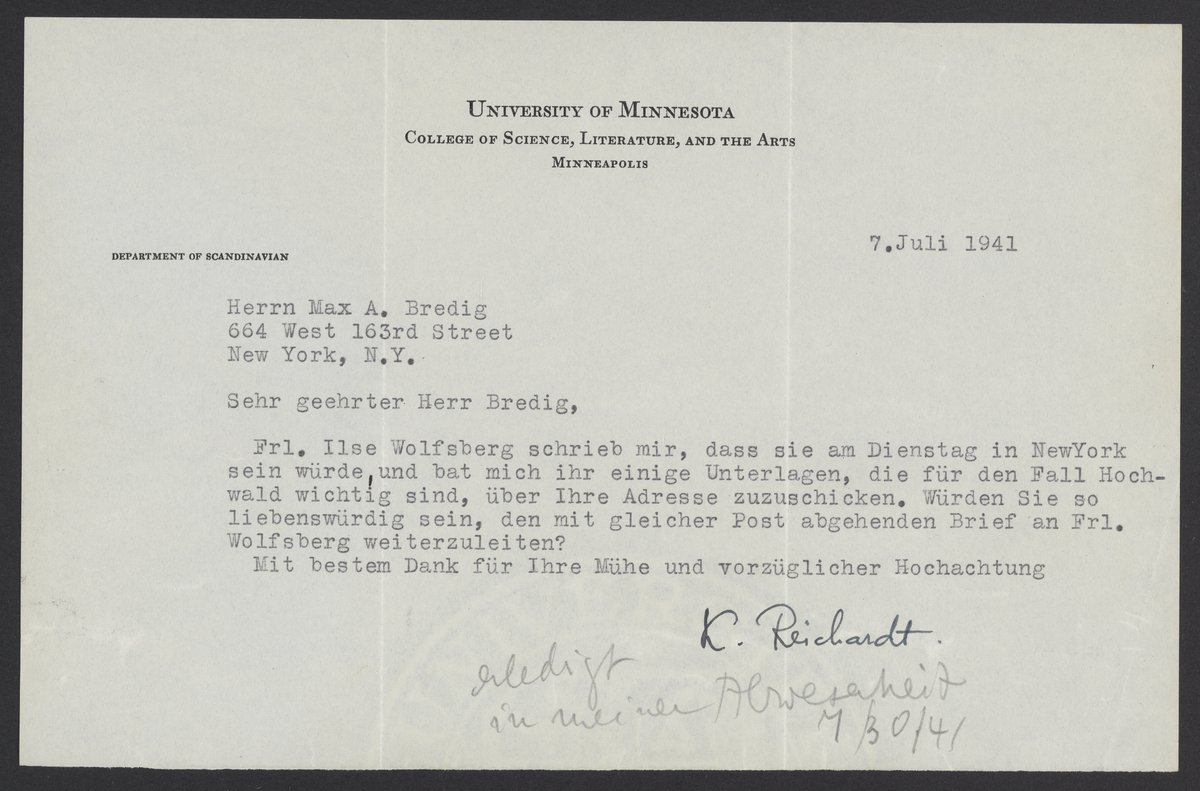 UNIVERSITY OF MINNESOTA
COLLEGE OF SCIENCE, LITERATURE, AND THE ARTS
MINNEAPOLIS
7.Juli 1941
DEPARTMENT OF SCANDINAVIAN
Herrn Max A. Bredig
664 West 163rd Street
New York, N.Y.
Sehr geehrter Herr Bredig,
Frl. Ilse Wolfsberg schrieb mir, dass sie am Dienstag in NewYork
sein würde,und bat mich ihr einige Unterlagen, die für den Fall Hoch-
wald wichtig sind, über Ihre Adresse zuzuschicken. Würden Sie so
liebenswürdig sein, den mit gleicher Post abgehenden Brief an Frl.
Wolfsberg weiterzuleiten?
Mit bestem Dank für Ihre Mühe und vorzüglicher Hochachtung
K. Reichardt.
erledigt
in meiner Abwesenheit
7/30/41